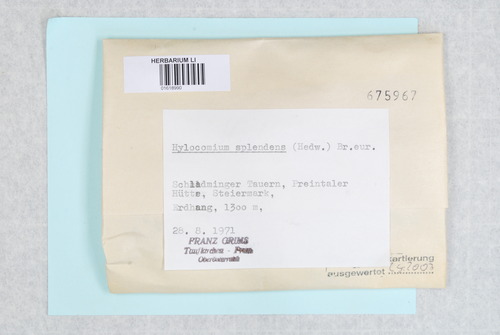 HERBARIUM LI
675967
Hylocomium splendens (Hedw.) Br.eur.
Schladminger Tauern, Preintaler
Hütte, Steiermark,
Erdhang, 1300 m,
28. 8. 1971
FRANZ GRIMS
Taufkirchen - Pram
Oberösterreich
kartierung
ausgewertet